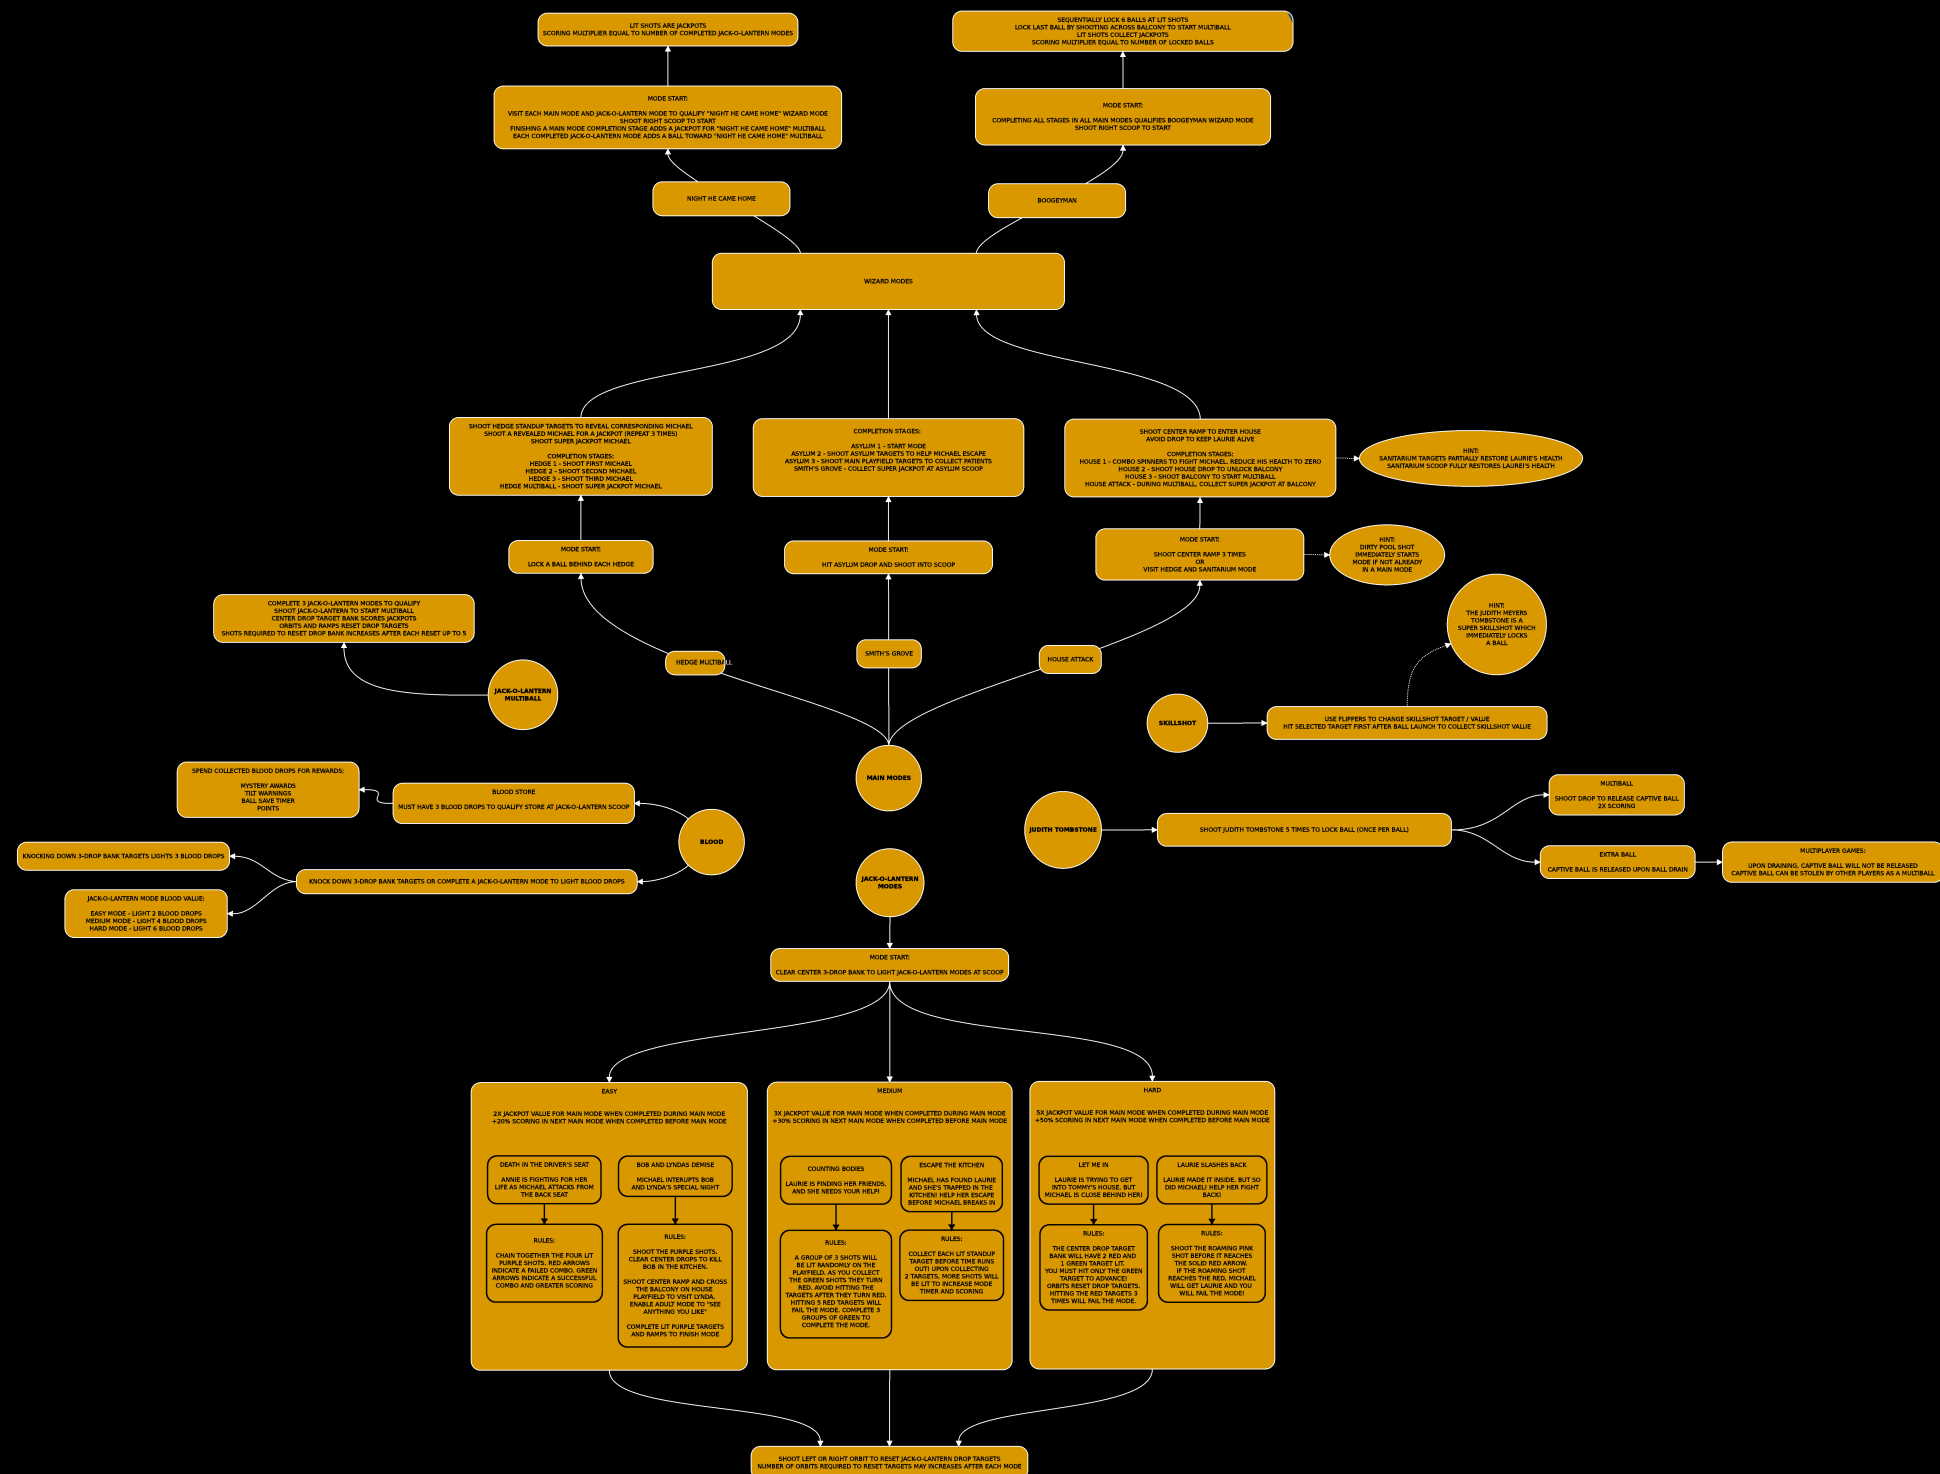 LIT SHOTS ARE JACKPOTS
SCORING MULTIPLIER EQUAL TO NUMBER OF COMPLETED JACK-O-LANTERN MODES
SEQUENTIALLY LOCK 6 BALLS AT LIT SHOTS
LOCK LAST BALL BY SHOOTING ACROSS BALCONY TO START MULTIBALL
LIT SHOTS COLLECT JACKPOTS
SCORING MULTIPLIER EQUAL TO NUMBER OF LOCKED BALLS
MODE START:
VISIT EACH MAIN MODE AND JACK-O-LANTERN MODE TO QUALIFY "NIGHT HE CAME HOME" WIZARD MODE
SHOOT RIGHT SCOOP TO START
FINISHING A MAIN MODE COMPLETION STAGE ADDS A JACKPOT FOR "NIGHT HE CAME HOME" MULTIBALL
EACH COMPLETED JACK-O-LANTERN MODE ADDS A BALL TOWARD "NIGHT HE CAME HOME" MULTIBALL
MODE START:
COMPLETING ALL STAGES IN ALL MAIN MODES QUALIFIES BOOGEYMAN WIZARD MODE
SHOOT RIGHT SCOOP TO START
NIGHT HE CAME HOME
BOOGEYMAN
WIZARD MODES
SHOOT HEDGE STANDUP TARGETS TO REVEAL CORRESPONDING MICHAEL
SHOOT A REVEALED MICHAEL FOR A JACKPOT (REPEAT 3 TIMES)
SHOOT SUPER JACKPOT MICHAEL
COMPLETION STAGES:
HEDGE 1 - SHOOT FIRST MICHAEL
HEDGE 2 - SHOOT SECOND MICHAEL
HEDGE 3 - SHOOT THIRD MICHAEL
HEDGE MULTIBALL - SHOOT SUPER JACKPOT MICHAEL
COMPLETION STAGES:
ASYLUM 1 - START MODE
ASYLUM 2 - SHOOT ASYLUM TARGETS TO HELP MICHAEL ESCAPE
ASYLUM 3 - SHOOT MAIN PLAYFIELD TARGETS TO COLLECT PATIENTS
SMITH'S GROVE - COLLECT SUPER JACKPOT AT ASYLUM SCOOP
SHOOT CENTER RAMP TO ENTER HOUSE
AVOID DROP TO KEEP LAURIE ALIVE
COMPLETION STAGES:
HOUSE 1 - COMBO SPINNERS TO FIGHT MICHAEL. REDUCE HIS HEALTH TO ZERO
HOUSE 2 - SHOOT HOUSE DROP TO UNLOCK BALCONY
HOUSE 3 - SHOOT BALCONY TO START MULTIBALL
HOUSE ATTACK - DURING MULTIBALL, COLLECT SUPER JACKPOT AT BALCONY
HINT:
SANITARIUM TARGETS PARTIALLY RESTORE LAURIE'S HEALTH
SANITARIUM SCOOP FULLY RESTORES LAUREI'S HEALTH
MODE START:
LOCK A BALL BEHIND EACH HEDGE
MODE START:
HIT ASYLUM DROP AND SHOOT INTO SCOOP
MODE START:
SHOOT CENTER RAMP 3 TIMES
OR
VISIT HEDGE AND SANITARIUM MODE
HINT:
DIRTY POOL SHOT
IMMEDIATELY STARTS
MODE IF NOT ALREADY
IN A MAIN MODE
COMPLETE 3 JACK-O-LANTERN MODES TO QUALIFY
SHOOT JACK-O-LANTERN TO START MULTIBALL
CENTER DROP TARGET BANK SCORES JACKPOTS
ORBITS AND RAMPS RESET DROP TARGETS
SHOTS REQUIRED TO RESET DROP BANK INCREASES AFTER EACH RESET UP TO 5
HINT:
THE JUDITH MEYERS
TOMBSTONE IS A
SUPER SKILLSHOT WHICH
IMMEDIATELY LOCKS
A BALL
HEDGE MULTIBALL
SMITH'S GROVE
HOUSE ATTACK
JACK-O-LANTERN
MULTIBALL
SKILLSHOT
USE FLIPPERS TO CHANGE SKILLSHOT TARGET / VALUE
HIT SELECTED TARGET FIRST AFTER BALL LAUNCH TO COLLECT SKILLSHOT VALUE
MAIN MODES
SPEND COLLECTED BLOOD DROPS FOR REWARDS:
MYSTERY AWARDS
TILT WARNINGS
BALL SAVE TIMER
POINTS
BLOOD STORE
MUST HAVE 3 BLOOD DROPS TO QUALIFY STORE AT JACK-O-LANTERN SCOOP
BLOOD
JUDITH TOMBSTONE
SHOOT JUDITH TOMBSTONE 5 TIMES TO LOCK BALL (ONCE PER BALL)
MULTIBALL
SHOOT DROP TO RELEASE CAPTIVE BALL
2X SCORING
EXTRA BALL
CAPTIVE BALL IS RELEASED UPON BALL DRAIN
MULTIPLAYER GAMES:
UPON DRAINING, CAPTIVE BALL WILL NOT BE RELEASED
CAPTIVE BALL CAN BE STOLEN BY OTHER PLAYERS AS A MULTIBALL
KNOCKING DOWN 3-DROP BANK TARGETS LIGHTS 3 BLOOD DROPS
KNOCK DOWN 3-DROP BANK TARGETS OR COMPLETE A JACK-O-LANTERN MODE TO LIGHT BLOOD DROPS
JACK-O-LANTERN MODE BLOOD VALUE:
EASY MODE - LIGHT 2 BLOOD DROPS
MEDIUM MODE - LIGHT 4 BLOOD DROPS
HARD MODE - LIGHT 6 BLOOD DROPS
JACK-O-LANTERN
MODES
MODE START:
CLEAR CENTER 3-DROP BANK TO LIGHT JACK-O-LANTERN MODES AT SCOOP
EASY
2X JACKPOT VALUE FOR MAIN MODE WHEN COMPLETED DURING MAIN MODE
+20% SCORING IN NEXT MAIN MODE WHEN COMPLETED BEFORE MAIN MODE
DEATH IN THE DRIVER'S SEAT
ANNIE IS FIGHTING FOR HER
LIFE AS MICHAEL ATTACKS FROM
THE BACK SEAT
RULES:
CHAIN TOGETHER THE FOUR LIT
PURPLE SHOTS. RED ARROWS
INDICATE A FAILED COMBO. GREEN
ARROWS INDICATE A SUCCESSFUL
COMBO AND GREATER SCORING
BOB AND LYNDAS DEMISE
MICHAEL INTERUPTS BOB
AND LYNDA'S SPECIAL NIGHT
RULES:
SHOOT THE PURPLE SHOTS.
CLEAR CENTER DROPS TO KILL
BOB IN THE KITCHEN.
SHOOT CENTER RAMP AND CROSS
THE BALCONY ON HOUSE
PLAYFIELD TO VISIT LYNDA.
ENABLE ADULT MODE TO "SEE
ANYTHING YOU LIKE"
COMPLETE LIT PURPLE TARGETS
AND RAMPS TO FINISH MODE
MEDIUM
3X JACKPOT VALUE FOR MAIN MODE WHEN COMPLETED DURING MAIN MODE
+30% SCORING IN NEXT MAIN MODE WHEN COMPLETED BEFORE MAIN MODE
COUNTING BODIES
LAURIE IS FINDING HER FRIENDS,
AND SHE NEEDS YOUR HELP!
RULES:
A GROUP OF 3 SHOTS WILL
BE LIT RANDOMLY ON THE
PLAYFIELD. AS YOU COLLECT
THE GREEN SHOTS THEY TURN
RED. AVOID HITTING THE
TARGETS AFTER THEY TURN RED.
HITTING 5 RED TARGETS WILL
FAIL THE MODE. COMPLETE 3
GROUPS OF GREEN TO
COMPLETE THE MODE.
ESCAPE THE KITCHEN
MICHAEL HAS FOUND LAURIE
AND SHE'S TRAPPED IN THE
KITCHEN! HELP HER ESCAPE
BEFORE MICHAEL BREAKS IN
RULES:
COLLECT EACH LIT STANDUP
TARGET BEFORE TIME RUNS
OUT! UPON COLLECTING
2 TARGETS, MORE SHOTS WILL
BE LIT TO INCREASE MODE
TIMER AND SCORING
HARD
5X JACKPOT VALUE FOR MAIN MODE WHEN COMPLETED DURING MAIN MODE
+50% SCORING IN NEXT MAIN MODE WHEN COMPLETED BEFORE MAIN MODE
LET ME IN
LAURIE IS TRYING TO GET
INTO TOMMY'S HOUSE, BUT
MICHAEL IS CLOSE BEHIND HER!
RULES:
THE CENTER DROP TARGET
BANK WILL HAVE 2 RED AND
1 GREEN TARGET LIT.
YOU MUST HIT ONLY THE GREEN
TARGET TO ADVANCE!
ORBITS RESET DROP TARGETS.
HITTING THE RED TARGETS 3
TIMES WILL FAIL THE MODE.
LAURIE SLASHES BACK
LAURIE MADE IT INSIDE, BUT SO
DID MICHAEL! HELP HER FIGHT
BACK!
RULES:
SHOOT THE ROAMING PINK
SHOT BEFORE IT REACHES
THE SOLID RED ARROW.
IF THE ROAMING SHOT
REACHES THE RED, MICHAEL
WILL GET LAURIE AND YOU
WILL FAIL THE MODE!
SHOOT LEFT OR RIGHT ORBIT TO RESET JACK-O-LANTERN DROP TARGETS
NUMBER OF ORBITS REQUIRED TO RESET TARGETS MAY INCREASES AFTER EACH MODE